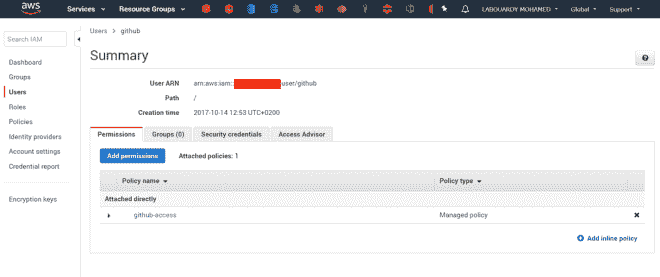 aws Services Resource Groups LABOUARDY MOHAMED Global Support
Search IAM
Dashboard
Groups
Users
Roles
Policies
Identity providers
Account settings
Credential report
Encryption keys
Users > github
Summary
User ARN arn:aws:iam:: user/github
Path /
Creation time 2017-10-14 12:53 UTC+0200
Permissions Groups (0) Security credentials Access Advisor
Add permissions Attached policies: 1
Policy name Policy type
Attached directly
github-access Managed policy
Add inline policy